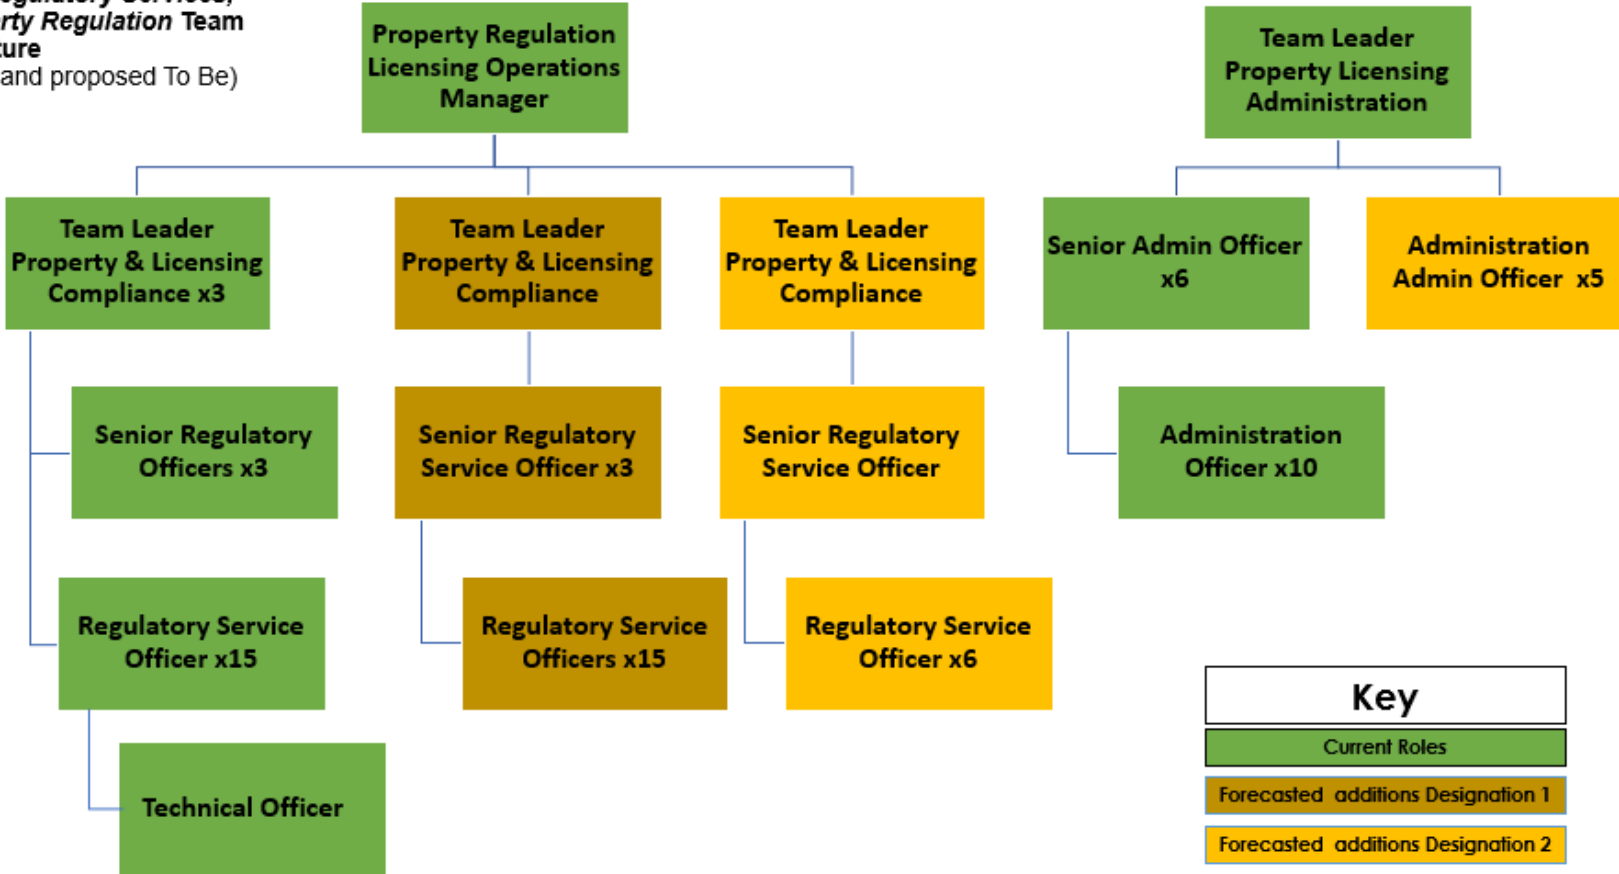 Regulatory Services,
Regulation Team
and proposed To Be)
Property Regulation
Licensing Operations
Manager
Team Leader
Property Licensing
Administration
Team Leader
Property & Licensing
Compliance x3
Team Leader
Property & Licensing
Compliance
Team Leader
Property & Licensing
Compliance
Senior Admin Officer
x6
Administration
Admin Officer x5
Senior Regulatory
Officers x3
Senior Regulatory
Service Officer x3
Senior Regulatory
Service Officer
Administration
Officer x10
Regulatory Service
Officer x15
Regulatory Service
Officers x15
Regulatory Service
Officer x6
Technical Officer
Key
Current Roles
Forecasted additions Designation 1
Forecasted additions Designation 2